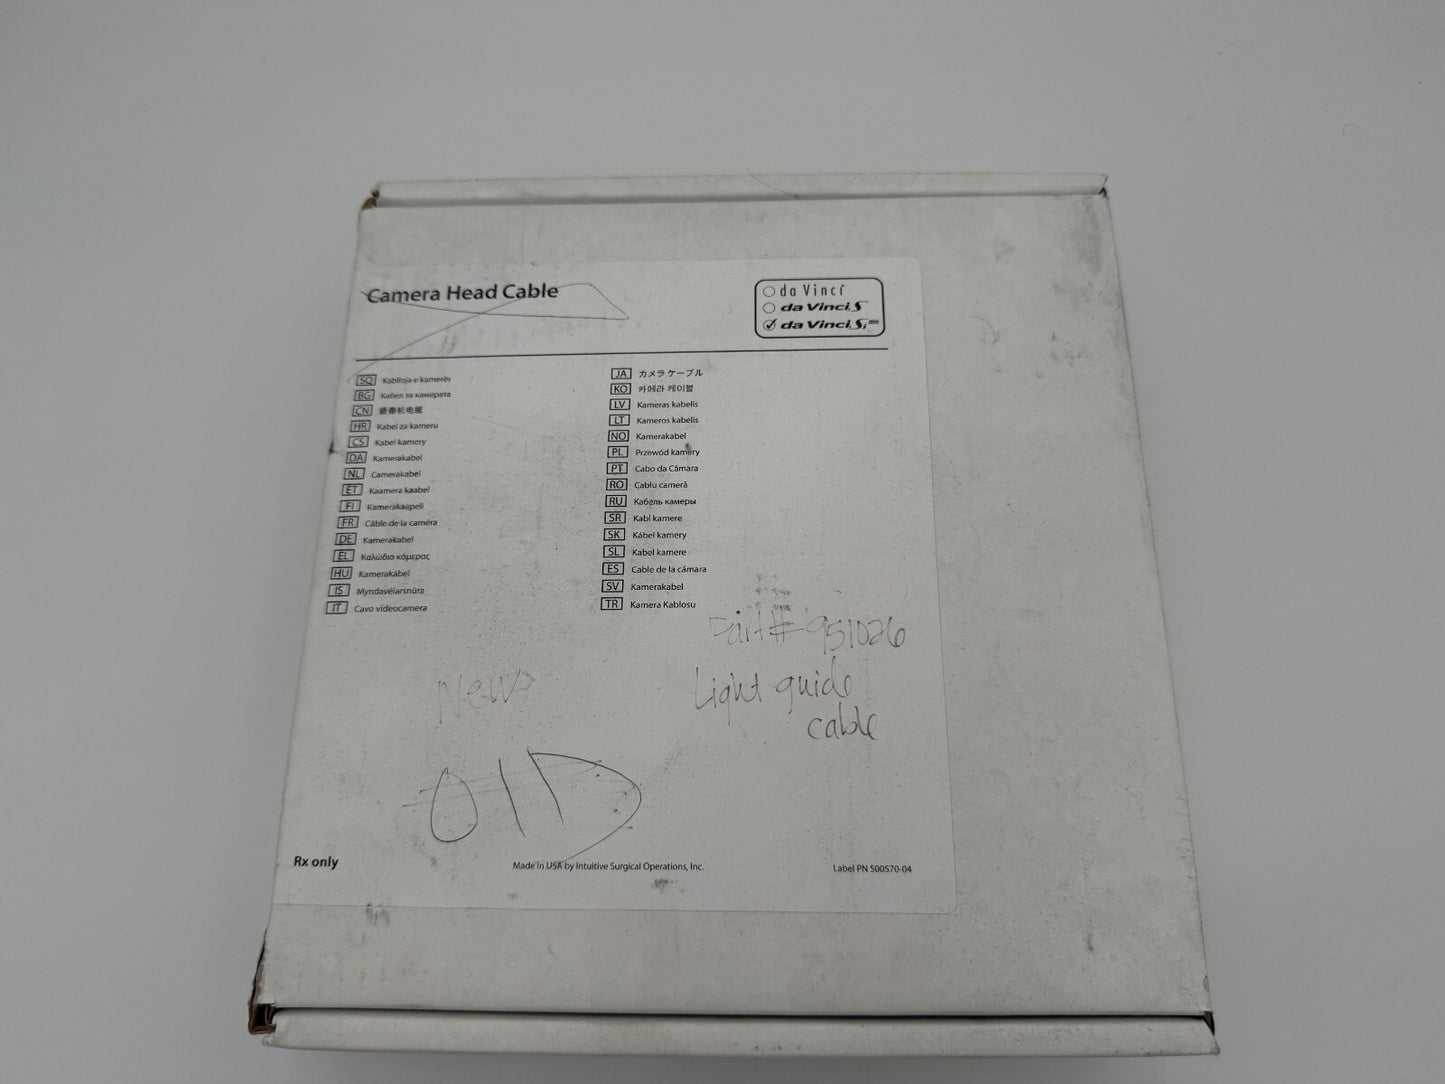 Camera Head Cable
da Vinci
da Vinci S
da Vinci Si
SQ Kablloja e kamerës
BG Кабел за камерата
CN 摄像机电缆
HR Kabel za kameru
CS Kabel kamery
DA Kamerakabel
NL Camerakabel
ET Kaamera kaabel
FI Kamerakaapeli
FR Câble de la caméra
DE Kamerakabel
EL Καλώδιο κάμερας
HU Kamerakábel
IS Myndavélarsnúra
IT Cavo videocamera
JA カメラ ケーブル
KO 카메라 케이블
LV Kameras kabelis
LT Kameros kabelis
NO Kamerakabel
PL Przewód kamery
PT Cabo da Câmara
RO Cablu cameră
RU Кабель камеры
SR Kabl kamere
SK Kábel kamery
SL Kabel kamere
ES Cable de la cámara
SV Kamerakabel
TR Kamera Kablosu
Part# 951026
Light guide
cable
New?
OlD
Rx only
Made in USA by Intuitive Surgical Operations, Inc.
Label PN 500570-04